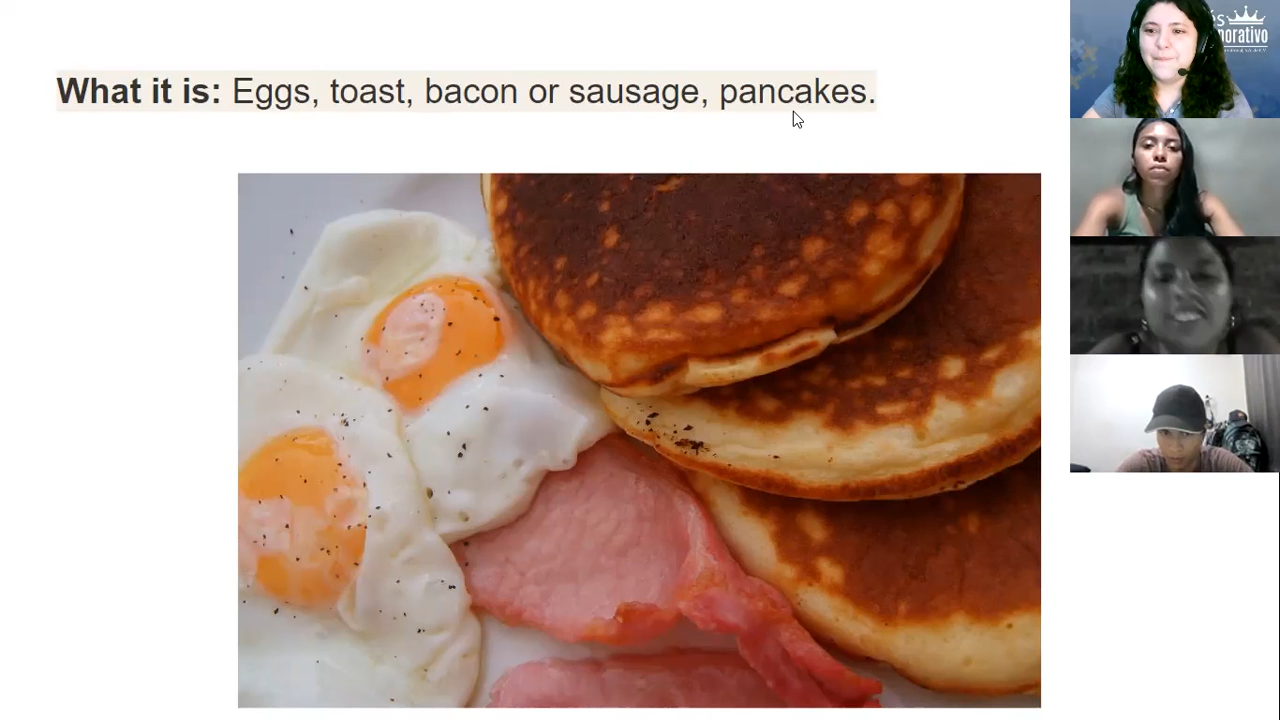 What it is: Eggs, toast, bacon or sausage, pancakes.